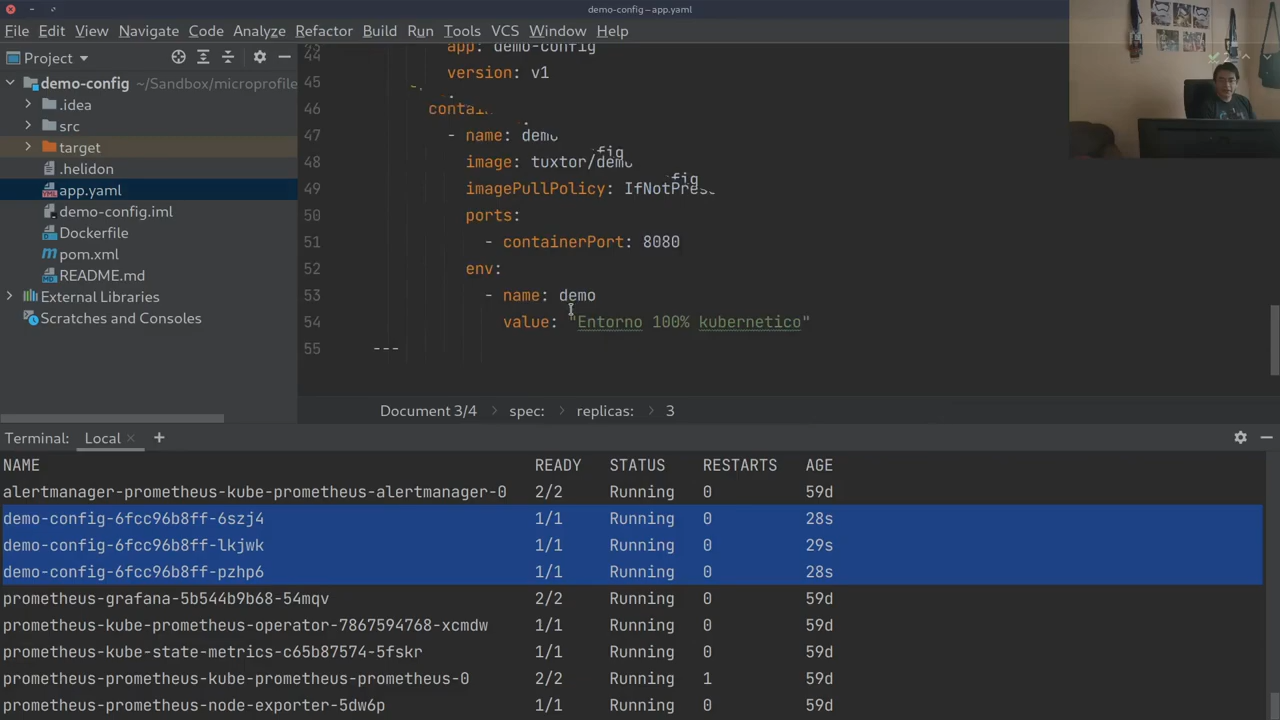 demo-config – app.yaml
File Edit View Navigate Code Analyze Refactor Build Run Tools VCS Window Help
Project
demo-config ~/Sandbox/microprofile
.idea
src
target
.helidon
app.yaml
demo-config.iml
Dockerfile
pom.xml
README.md
External Libraries
Scratches and Consoles
44 app: demo-config
45 version: v1
46
47 - name:
48 image:
49 imagePullPolicy:
50 ports:
51 - containerPort: 8080
52 env:
53 - name: demo
54 value: "Entorno 100% kubernetico"
55 ---
2
Document 3/4 spec: replicas: 3
Terminal: Local
NAME READY STATUS RESTARTS AGE
alertmanager-prometheus-kube-prometheus-alertmanager-0 2/2 Running 0 59d
demo-config-6fcc96b8ff-6szj4 1/1 Running 0 28s
demo-config-6fcc96b8ff-lkjwk 1/1 Running 0 29s
demo-config-6fcc96b8ff-pzhp6 1/1 Running 0 28s
prometheus-grafana-5b544b9b68-54mqv 2/2 Running 0 59d
prometheus-kube-prometheus-operator-7867594768-xcmdw 1/1 Running 0 59d
prometheus-kube-state-metrics-c65b87574-5fskr 1/1 Running 0 59d
prometheus-prometheus-kube-prometheus-prometheus-0 2/2 Running 1 59d
prometheus-prometheus-node-exporter-5dw6p 1/1 Running 0 59d